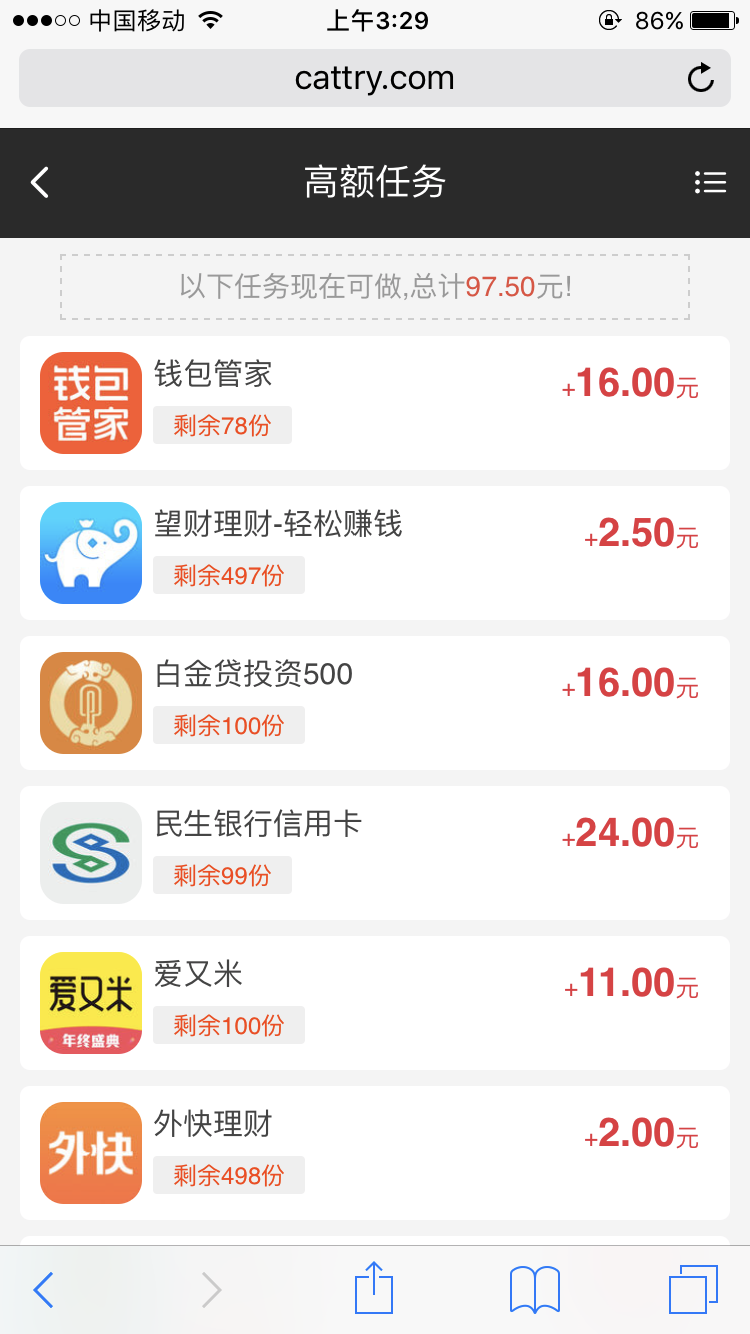 中国移动 上午3:29 86%
cattry.com
高额任务
以下任务现在可做,总计97.50元!
钱包管家
钱包管家
+16.00元
剩余78份
望财理财-轻松赚钱
+2.50元
剩余497份
白金贷投资500
+16.00元
剩余100份
民生银行信用卡
+24.00元
剩余99份
爱又米
年终盛典
爱又米
+11.00元
剩余100份
外快
外快理财
+2.00元
剩余498份